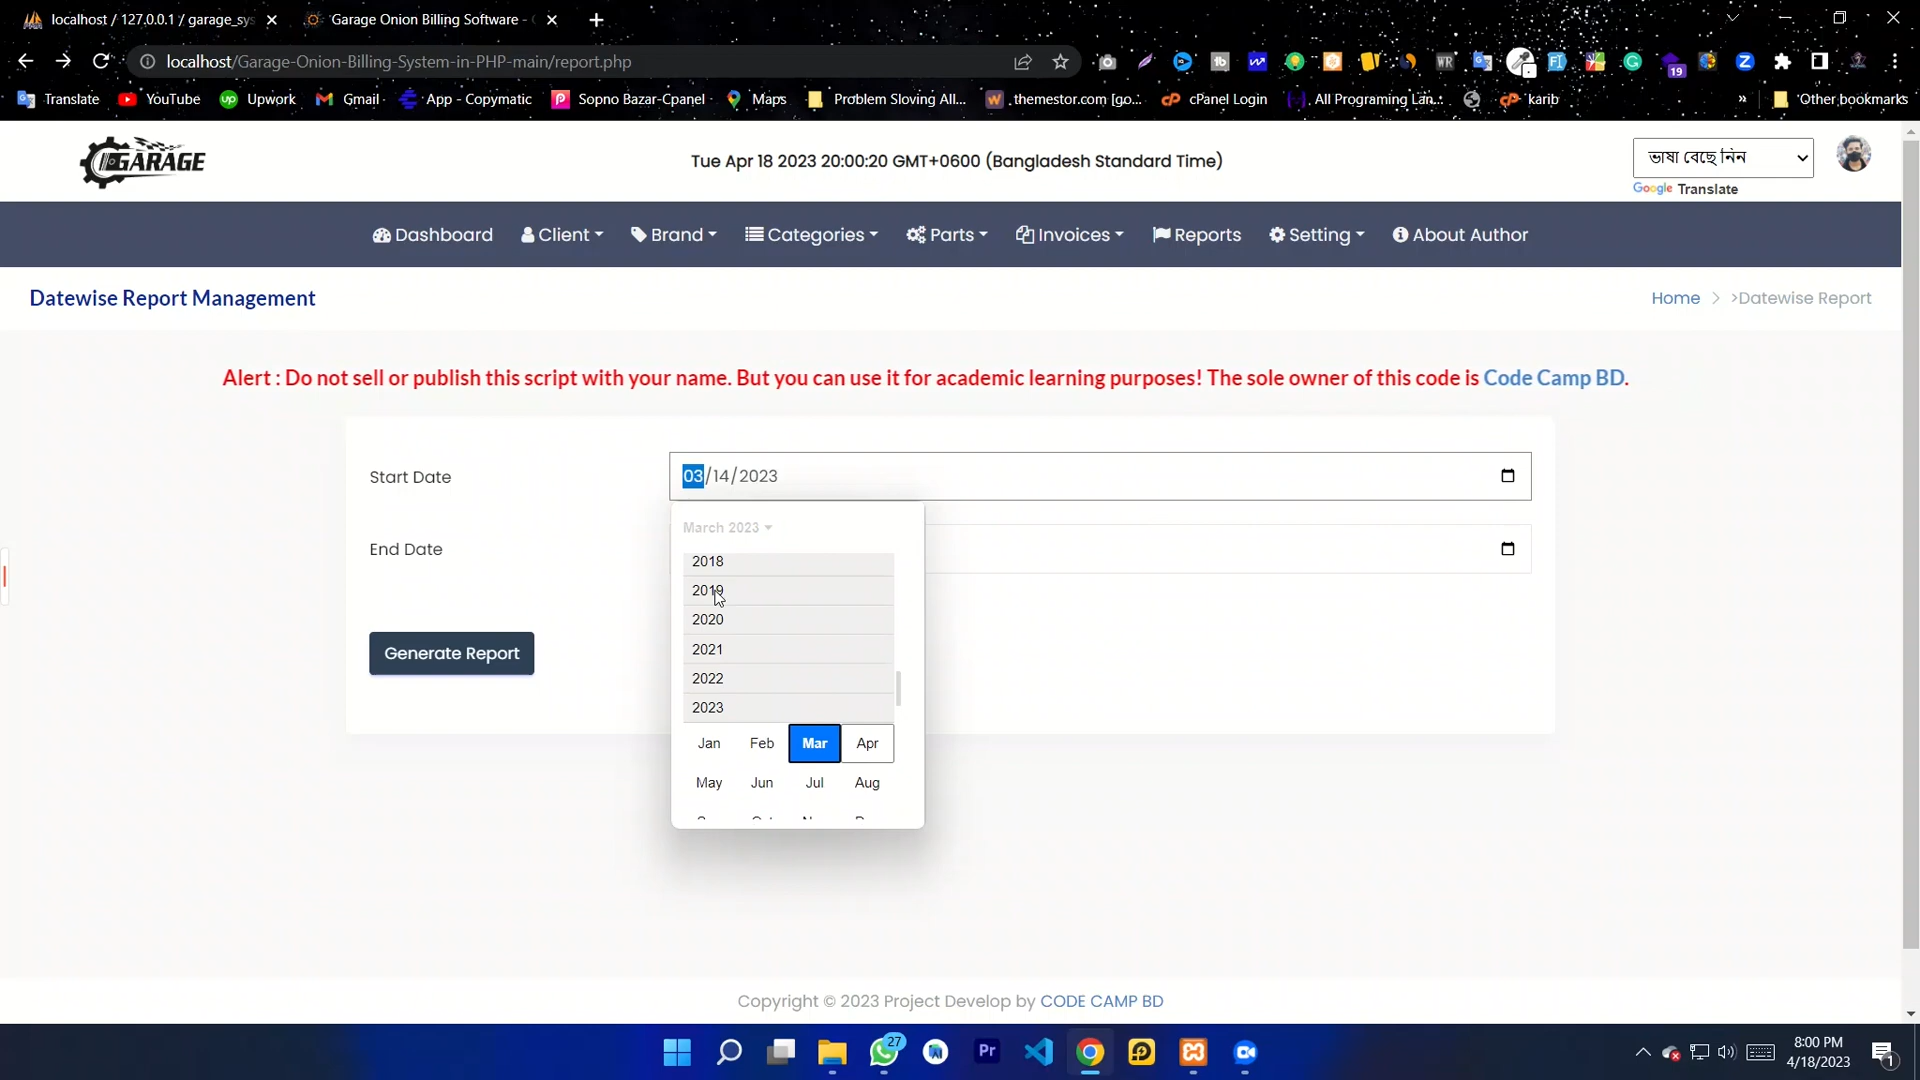 localhost / 127.0.0.1 / garage_sys
Garage Onion Billing Software -
localhost/Garage-Onion-Billing-System-in-PHP-main/report.php
Translate
YouTube
Upwork
Gmail
App - Copymatic
Sopno Bazar-Cpanel
Maps
Problem Sloving All...
.themestor.com [go...
cPanel Login
All Programing Lan...
karib
»
Other bookmarks
GARAGE
Tue Apr 18 2023 20:00:20 GMT+0600 (Bangladesh Standard Time)
ভাষা বেছে নিন
Google Translate
Dashboard
Client
Brand
Categories
Parts
Invoices
Reports
Setting
About Author
Datewise Report Management
Home > >Datewise Report
Alert : Do not sell or publish this script with your name. But you can use it for academic learning purposes! The sole owner of this code is Code Camp BD.
Start Date
03/14/2023
End Date
March 2023
2018
2019
2020
2021
2022
2023
Jan Feb Mar Apr
May Jun Jul Aug
Generate Report
Copyright © 2023 Project Develop by CODE CAMP BD
27
Pr
8:00 PM
4/18/2023
1